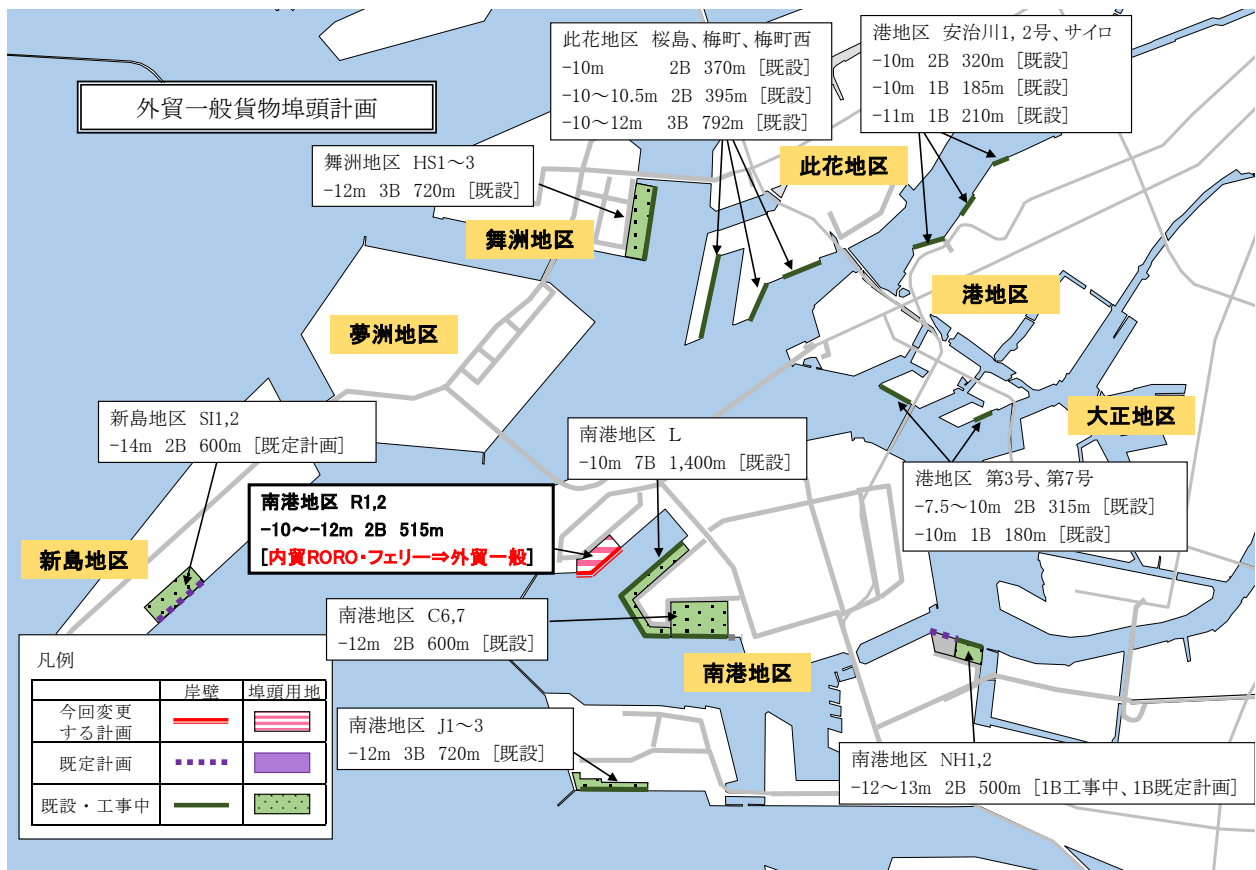 外貿一般貨物埠頭計画
此花地区 桜島、梅町、梅町西
-10m 2B 370m [既設]
-10~10.5m 2B 395m [既設]
-10~12m 3B 792m [既設]
港地区 安治川1, 2号、サイロ
-10m 2B 320m [既設]
-10m 1B 185m [既設]
-11m 1B 210m [既設]
舞洲地区 HS1~3
-12m 3B 720m [既設]
此花地区
舞洲地区
港地区
夢洲地区
大正地区
新島地区 SI1,2
-14m 2B 600m [既定計画]
南港地区 L
-10m 7B 1,400m [既設]
港地区 第3号、第7号
-7.5~10m 2B 315m [既設]
-10m 1B 180m [既設]
南港地区 R1,2
-10~-12m 2B 515m
[内貿RORO・フェリー⇒外貿一般]
新島地区
南港地区 C6,7
-12m 2B 600m [既設]
南港地区
南港地区 J1~3
-12m 3B 720m [既設]
南港地区 NH1,2
-12~13m 2B 500m [1B工事中、1B既定計画]
凡例
岸壁 埠頭用地
今回変更
する計画
既定計画
既設・工事中